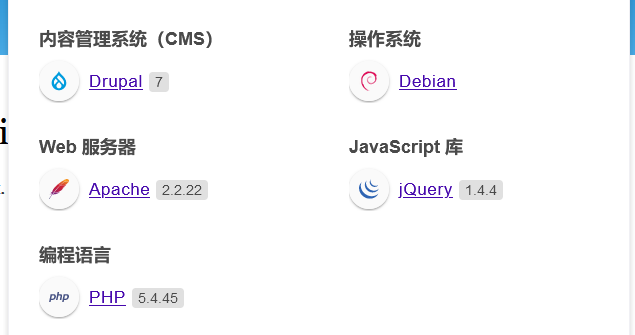 内容管理系统（CMS） 操作系统
Drupal 7 Debian
Web 服务器 JavaScript 库
Apache 2.2.22 jQuery 1.4.4
编程语言
php PHP 5.4.45